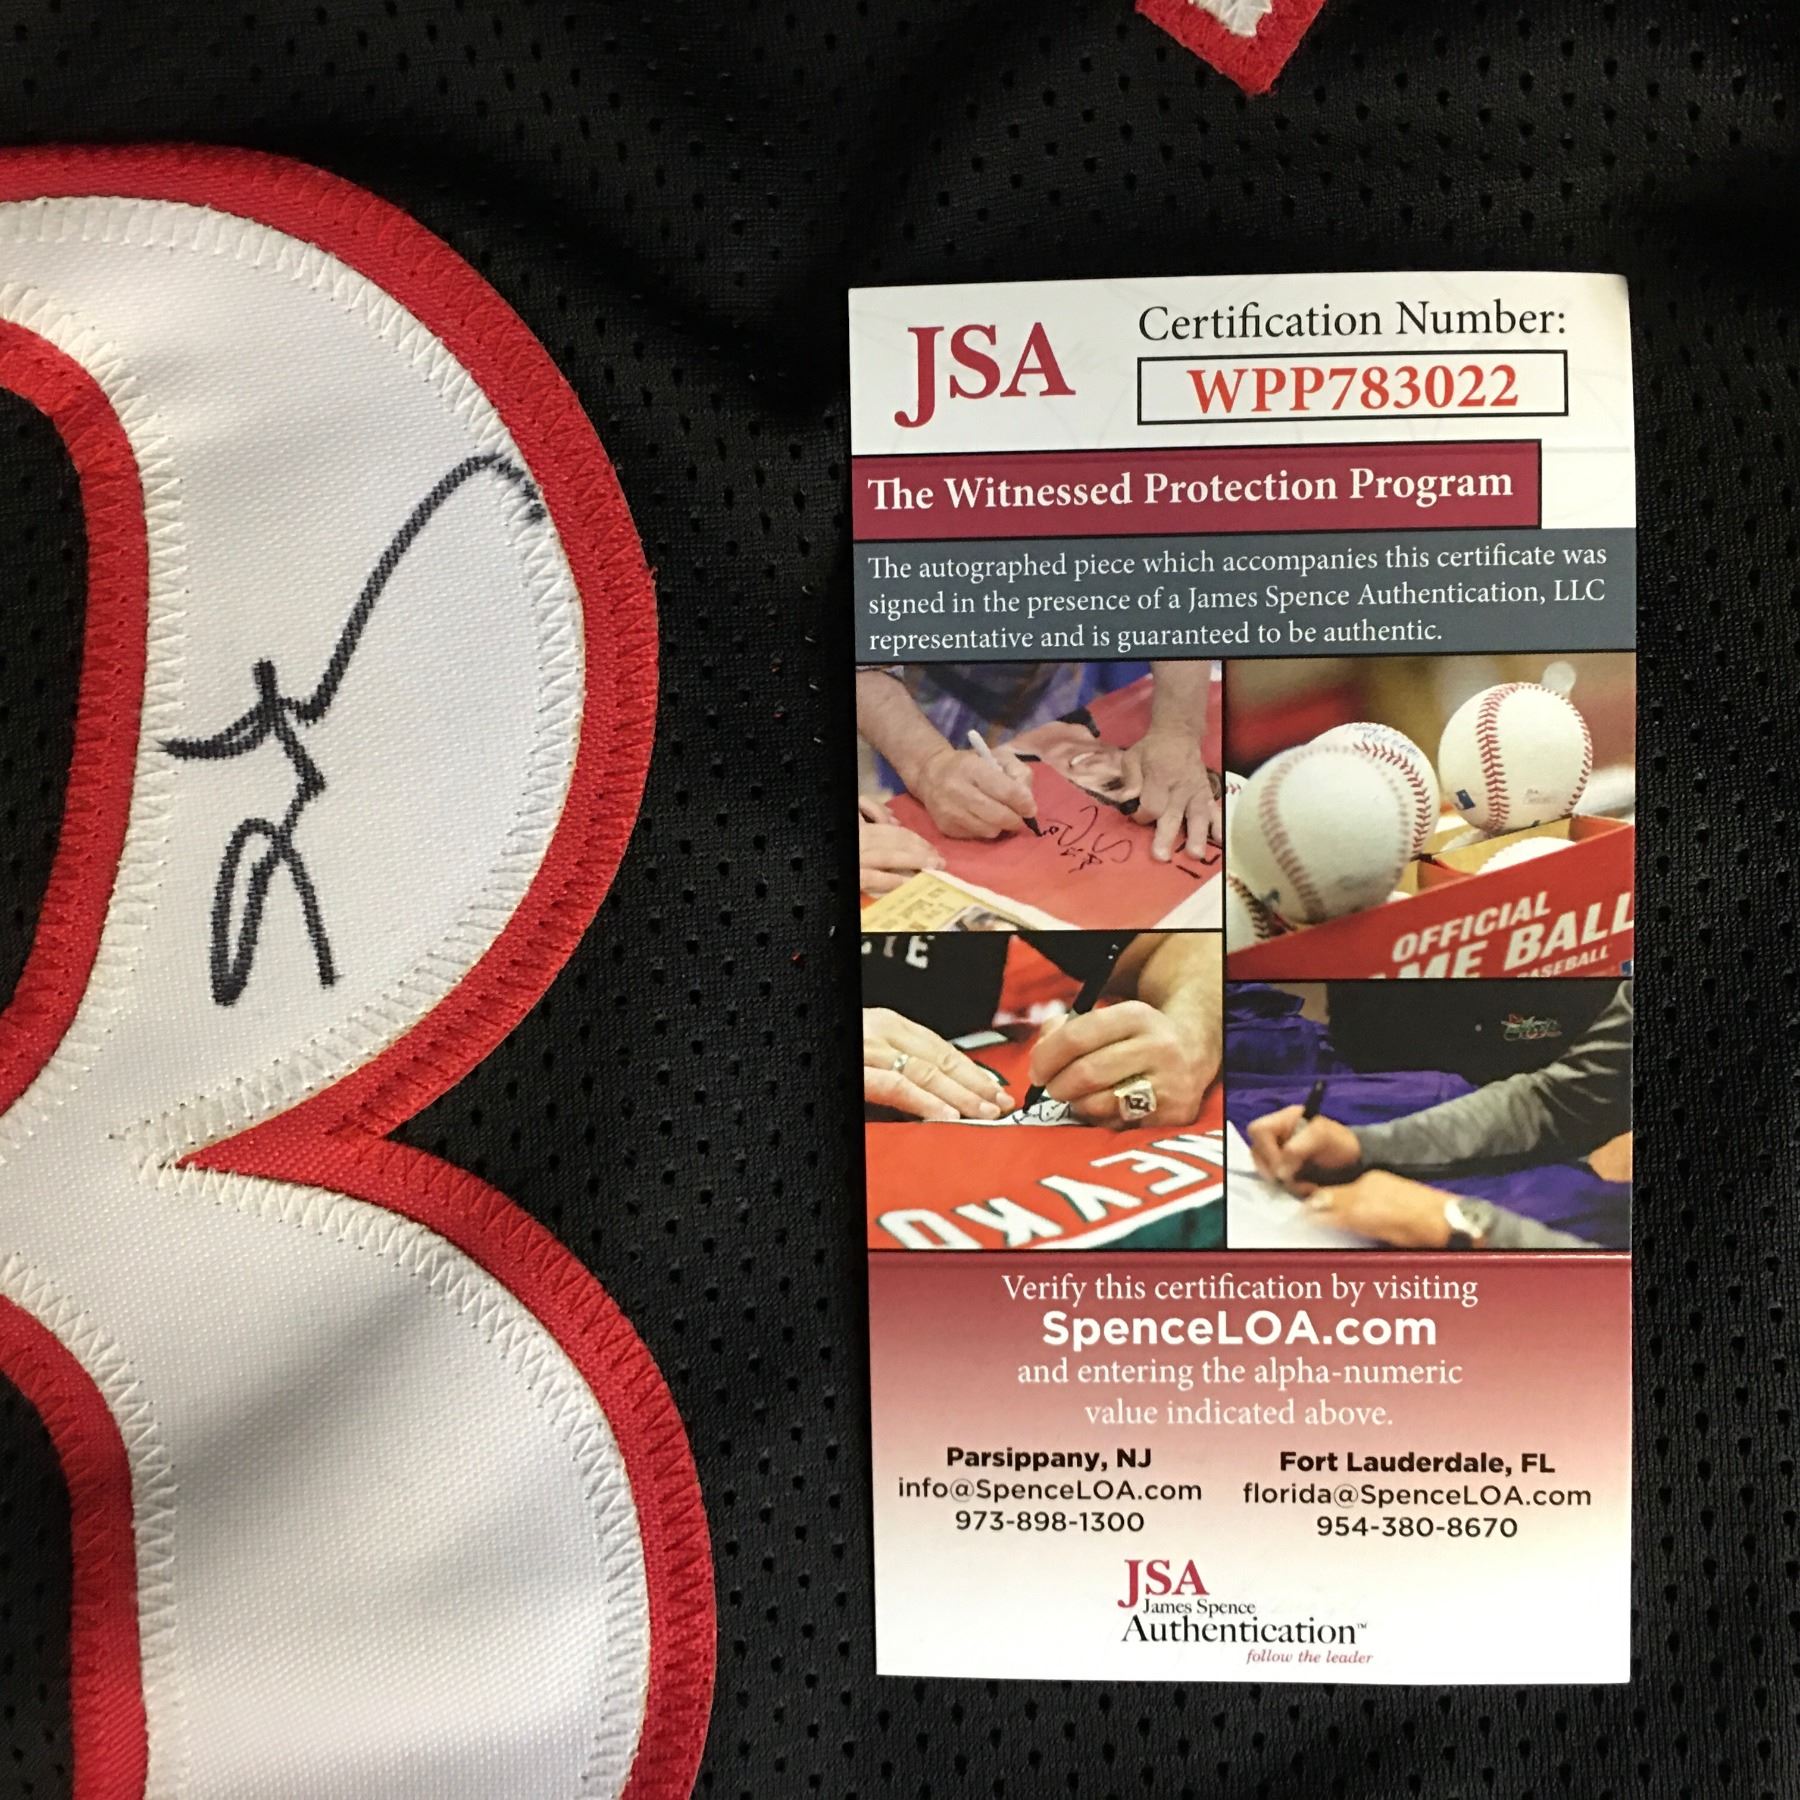 JSA
Certification Number:
WPP783022
The Witnessed Protection Program
The autographed piece which accompanies this certificate was
signed in the presence of a James Spence Authentication, LLC
representative and is guaranteed to be authentic.
OFFICIAL
ME BALL
BASEBALL
Verify this certification by visiting
SpenceLOA.com
and entering the alpha-numeric
value indicated above.
Parsippany, NJ
info@SpenceLOA.com
973-898-1300
Fort Lauderdale, FL
florida@SpenceLOA.com
954-380-8670
JSA
James Spence
Authentication™
follow the leader